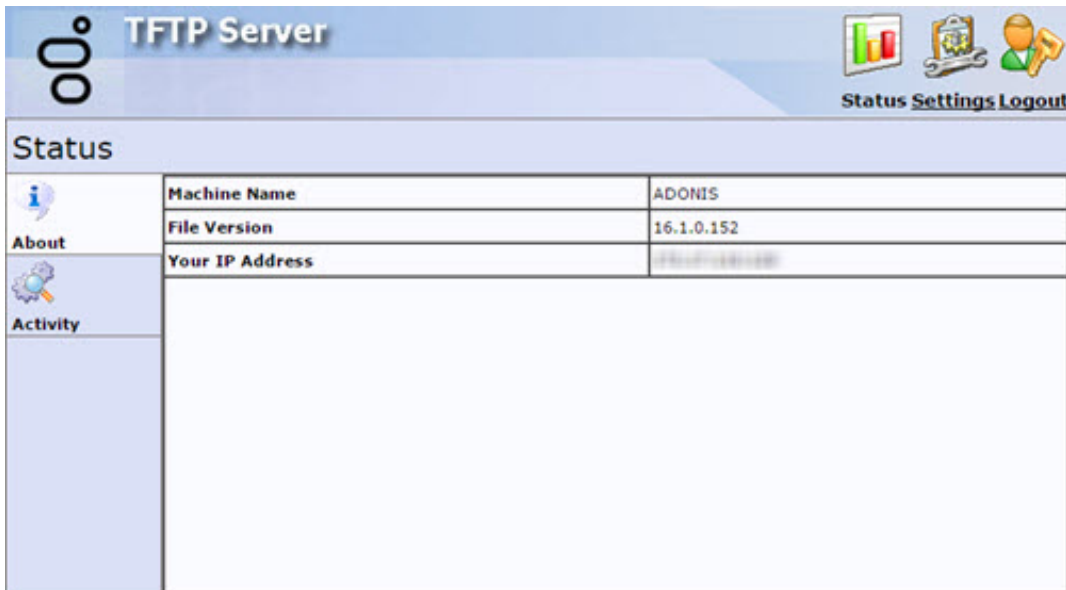 TFTP Server
Status Settings Logout
Status
About
Activity
Machine Name ADONIS
File Version 16.1.0.152
Your IP Address